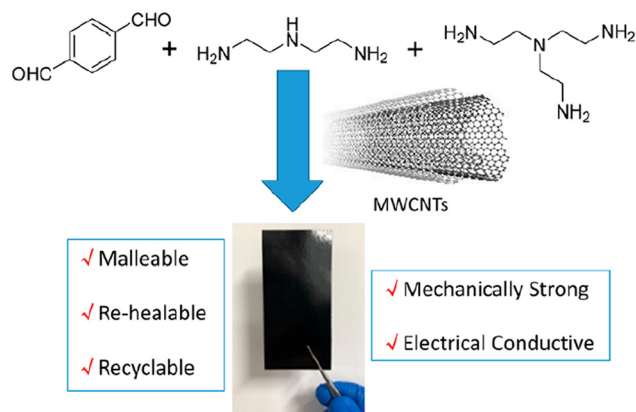 CHO
OHC
+
H₂N
H
N
NH₂
+
H₂N
N
NH₂
NH₂
MWCNTs
√ Malleable
√ Re-healable
√ Recyclable
√ Mechanically Strong
√ Electrical Conductive